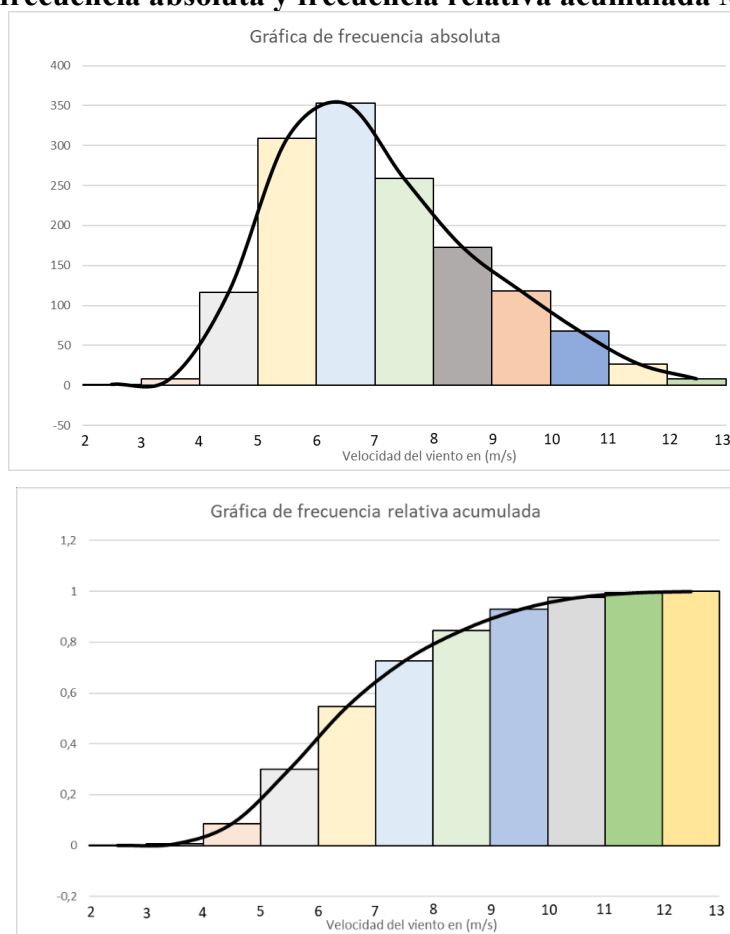 frecuencia absoluta y frecuencia relativa acumulada
Gráfica de frecuencia absoluta
400
350
300
250
200
150
100
50
0
-50
2 3 4 5 6 7 8 9 10 11 12 13
Velocidad del viento en (m/s)
Gráfica de frecuencia relativa acumulada
1,2
1
0,8
0,6
0,4
0,2
0
-0,2
2 3 4 5 6 7 8 9 10 11 12 13
Velocidad del viento en (m/s)